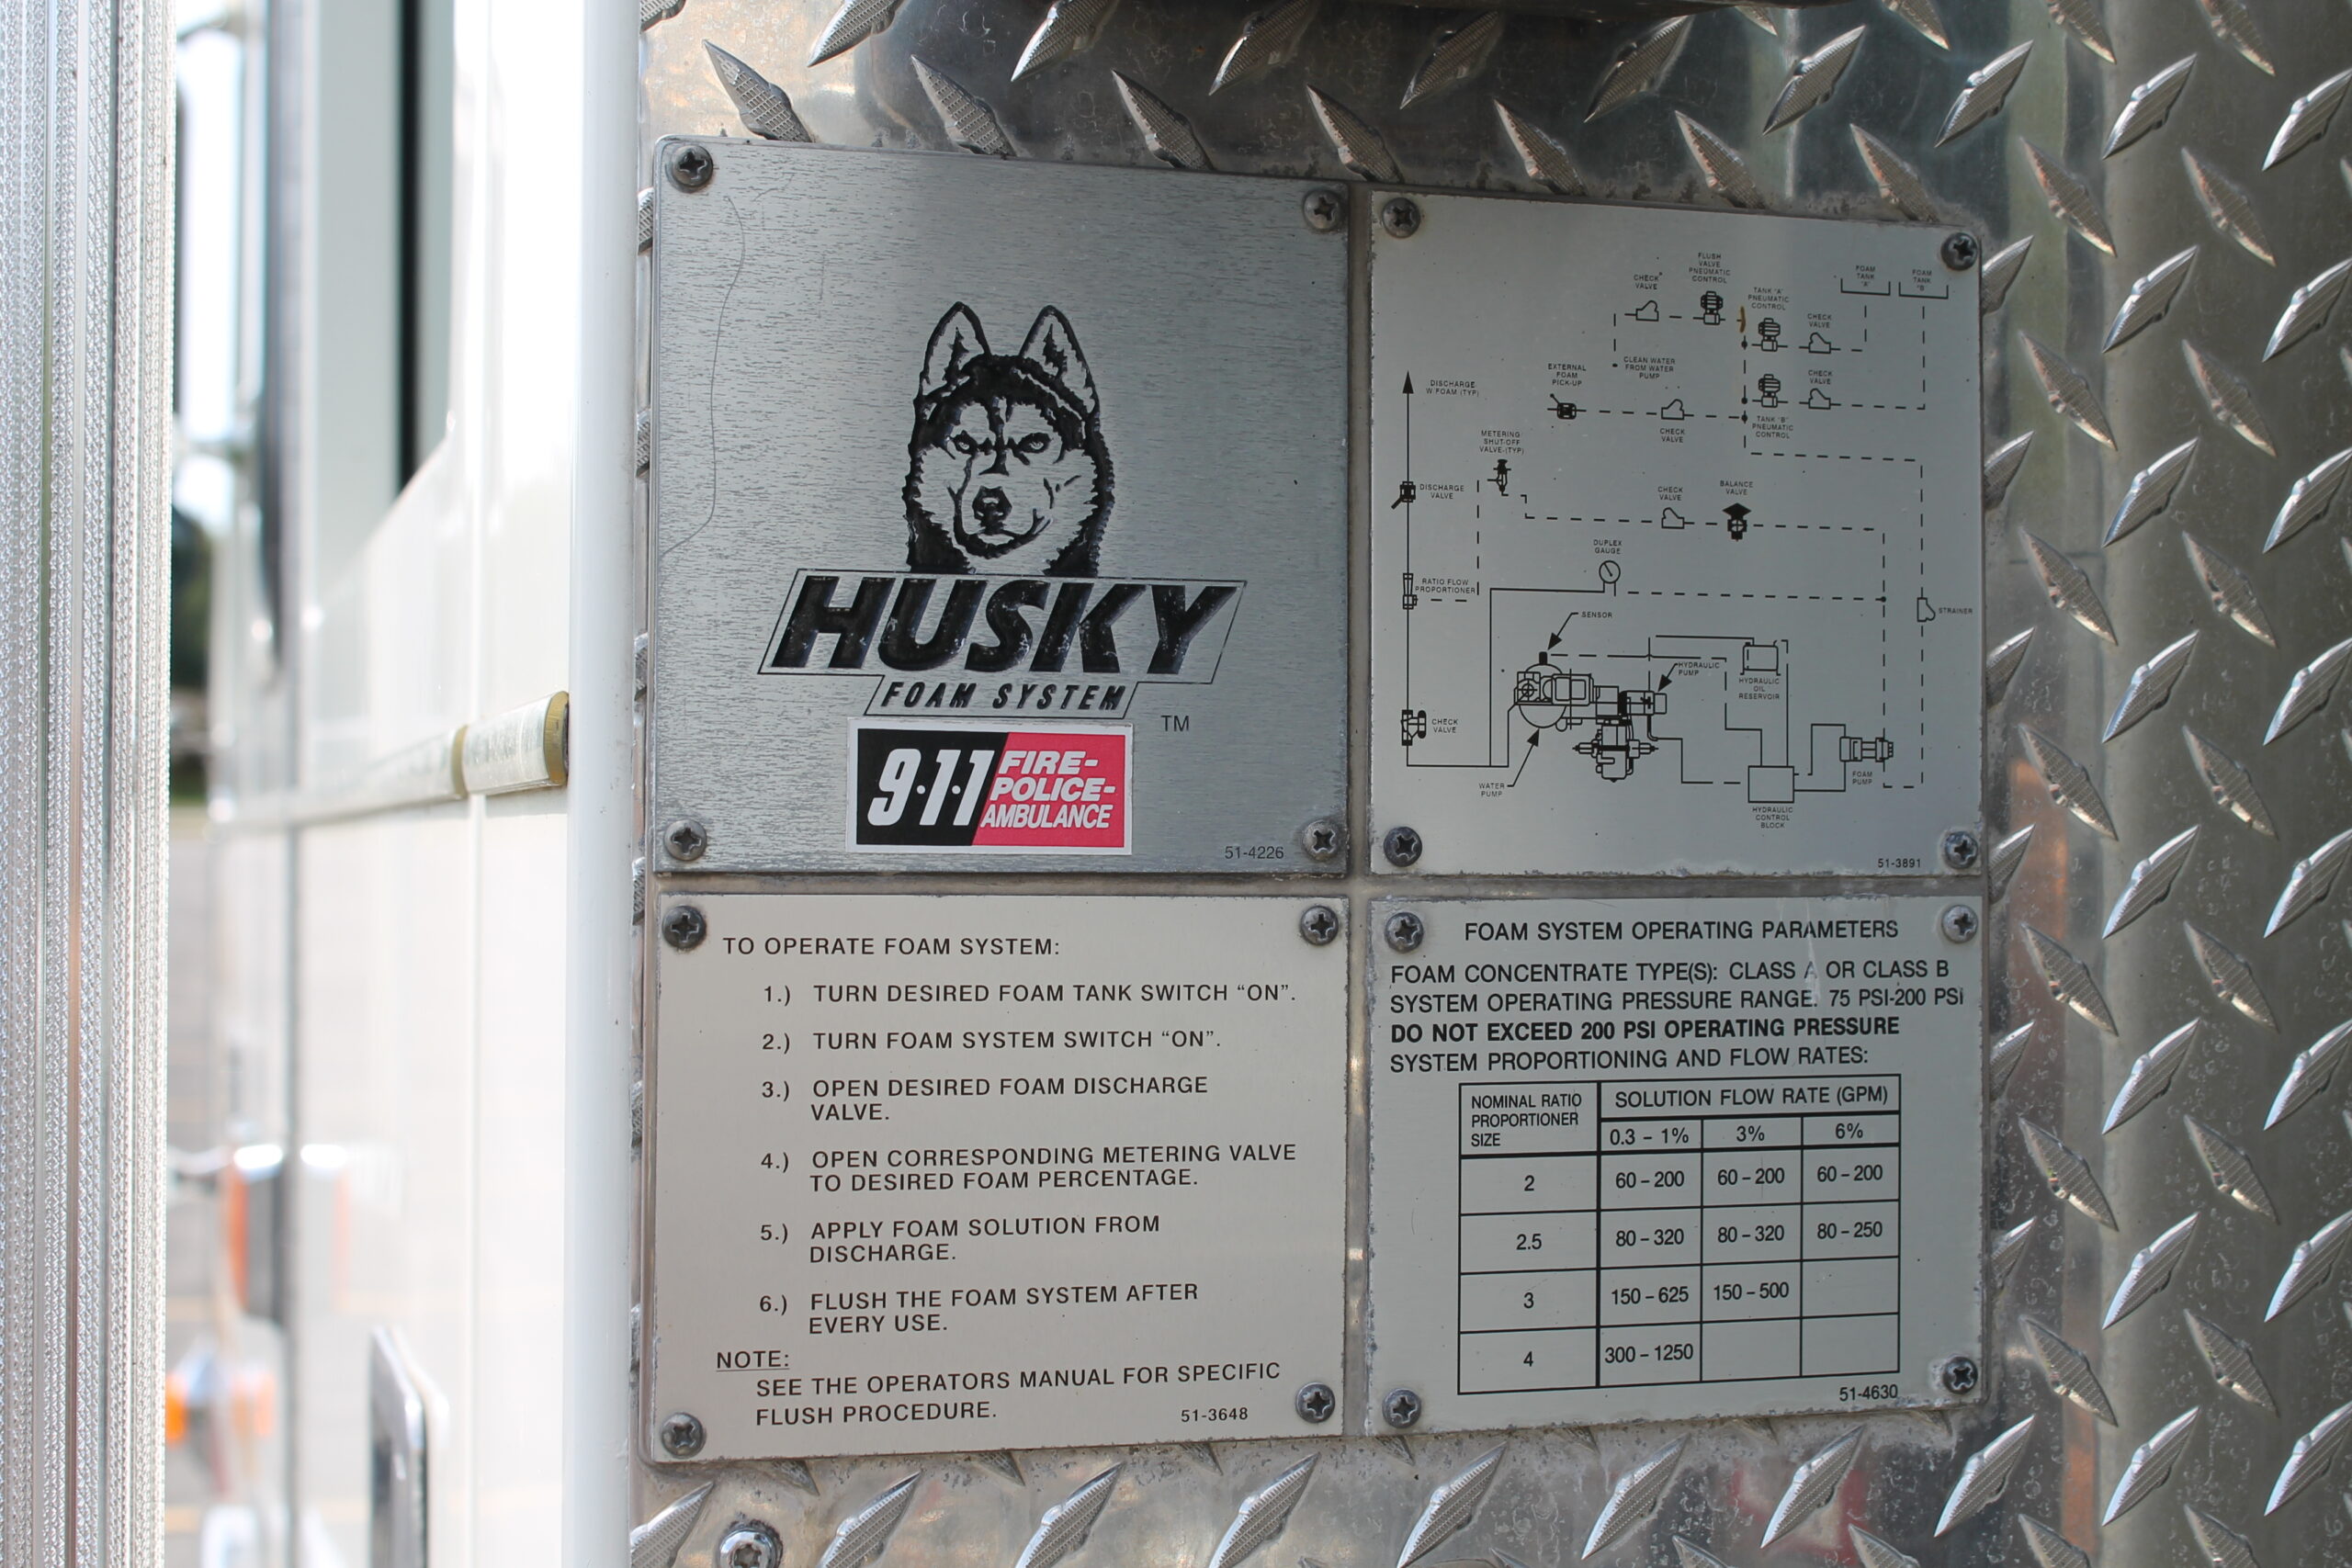 HUSKY
FOAM SYSTEM
TM
9·1·1
FIRE-
POLICE-
AMBULANCE
51-4226
FLUSH
VALVE
PNEUMATIC
CONTROL
CHECK
VALVE
TANK "A"
PNEUMATIC
CONTROL
CHECK
VALVE
FOAM
TANK
"A"
FOAM
TANK
"B"
CLEAN WATER
FROM WATER
PUMP
EXTERNAL
FOAM
PICK-UP
CHECK
VALVE
CHECK
VALVE
TANK "B"
PNEUMATIC
CONTROL
DISCHARGE
W/FOAM (TYP)
METERING
SHUT-OFF
VALVE-(TYP)
DISCHARGE
VALVE
CHECK
VALVE
BALANCE
VALVE
DUPLEX
GAUGE
RATIO FLOW
PROPORTIONER
STRAINER
SENSOR
HYDRAULIC
PUMP
HYDRAULIC
OIL
RESERVOIR
CHECK
VALVE
WATER
PUMP
FOAM
PUMP
HYDRAULIC
CONTROL
BLOCK
51-3891
TO OPERATE FOAM SYSTEM:
1.) TURN DESIRED FOAM TANK SWITCH “ON”.
2.) TURN FOAM SYSTEM SWITCH “ON”.
3.) OPEN DESIRED FOAM DISCHARGE
VALVE.
4.) OPEN CORRESPONDING METERING VALVE
TO DESIRED FOAM PERCENTAGE.
5.) APPLY FOAM SOLUTION FROM
DISCHARGE.
6.) FLUSH THE FOAM SYSTEM AFTER
EVERY USE.
NOTE:
SEE THE OPERATORS MANUAL FOR SPECIFIC
FLUSH PROCEDURE.
51-3648
FOAM SYSTEM OPERATING PARAMETERS
FOAM CONCENTRATE TYPE(S): CLASS A OR CLASS B
SYSTEM OPERATING PRESSURE RANGE: 75 PSI-200 PSI
DO NOT EXCEED 200 PSI OPERATING PRESSURE
SYSTEM PROPORTIONING AND FLOW RATES:
NOMINAL RATIO
PROPORTIONER
SIZE
SOLUTION FLOW RATE (GPM)
0.3 – 1% 3% 6%
2 60–200 60–200 60–200
2.5 80–320 80–320 80–250
3 150–625 150–500
4 300–1250
51-4630